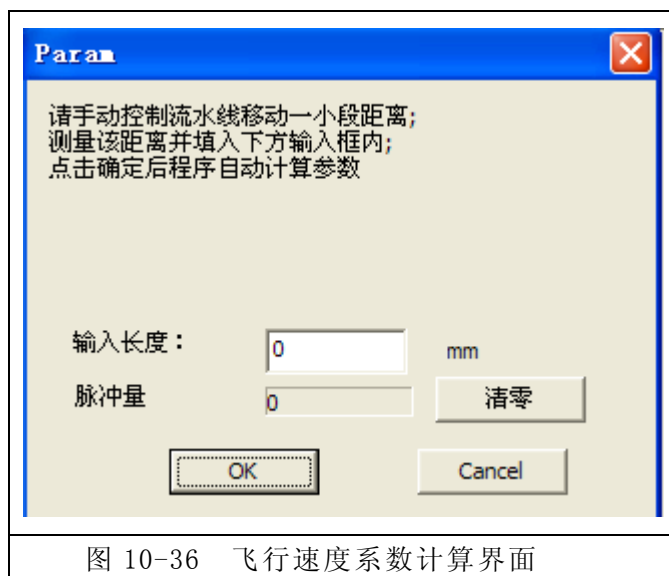 Param
请手动控制流水线移动一小段距离;
测量该距离并填入下方输入框内;
点击确定后程序自动计算参数
输入长度： 0 mm
脉冲量 0 清零
OK Cancel
图 10-36 飞行速度系数计算界面